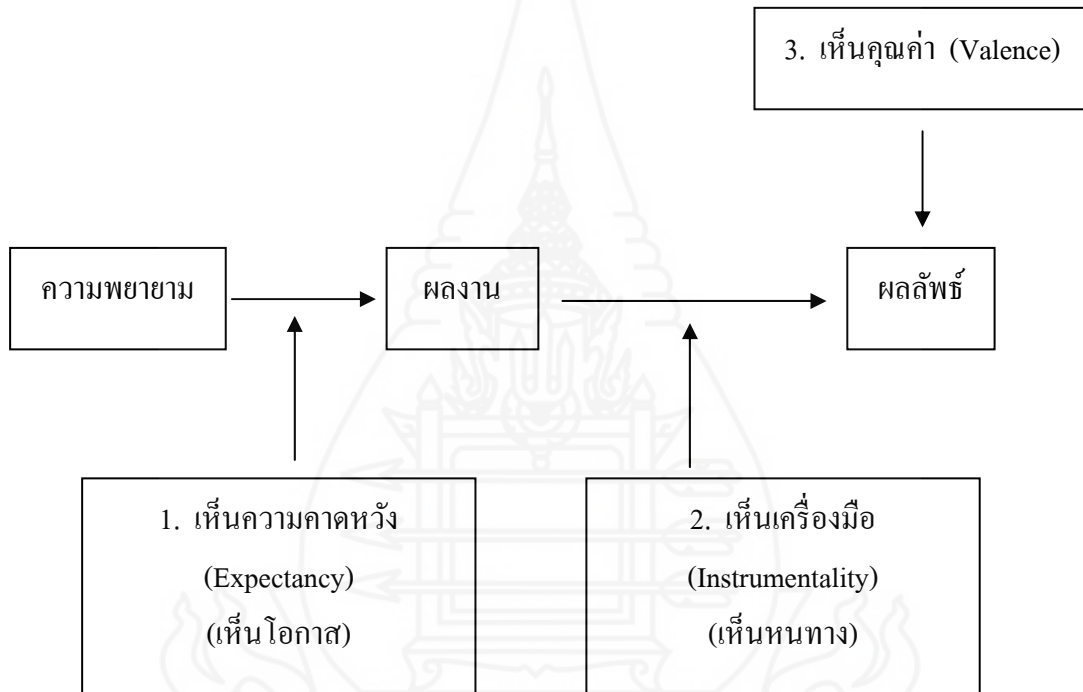 3. เห็นคุณค่า (Valence)
ความพยายาม
ผลงาน
ผลลัพธ์
1. เห็นความคาดหวัง
(Expectancy)
(เห็นโอกาส)
2. เห็นเครื่องมือ
(Instrumentality)
(เห็นหนทาง)